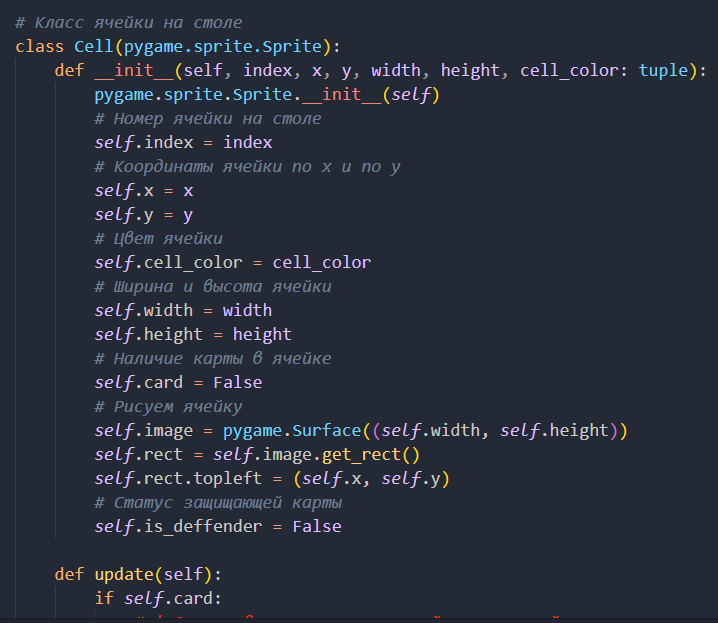 # Класс ячейки на столе
class Cell(pygame.sprite.Sprite):
    def __init__(self, index, x, y, width, height, cell_color: tuple):
        pygame.sprite.Sprite.__init__(self)
        # Номер ячейки на столе
        self.index = index
        # Координаты ячейки по x и по y
        self.x = x
        self.y = y
        # Цвет ячейки
        self.cell_color = cell_color
        # Ширина и высота ячейки
        self.width = width
        self.height = height
        # Наличие карты в ячейке
        self.card = False
        # Рисуем ячейку
        self.image = pygame.Surface((self.width, self.height))
        self.rect = self.image.get_rect()
        self.rect.topleft = (self.x, self.y)
        # Статус защищающей карты
        self.is_deffender = False

    def update(self):
        if self.card: